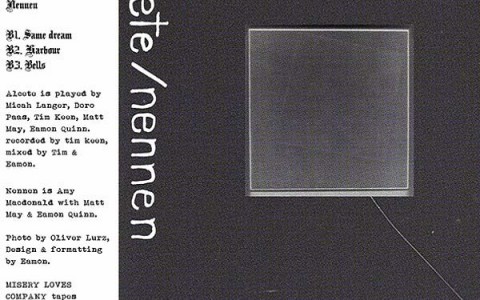 Nennen
B1. Same dream
B2. Harbour
B3. Bells
Alcete is played by
Micah Langer, Doro
Paas, Tim Koen, Matt
May, Eamon Quinn.
recorded by tim koen,
mixed by Tim &
Eamon.
Nennen is Amy
Macdonald with Matt
May & Eamon Quinn.
Photo by Oliver Lurz,
Design & formatting
by Eamon.
MISERY LOVES
COMPANY tapes
ete/nennen